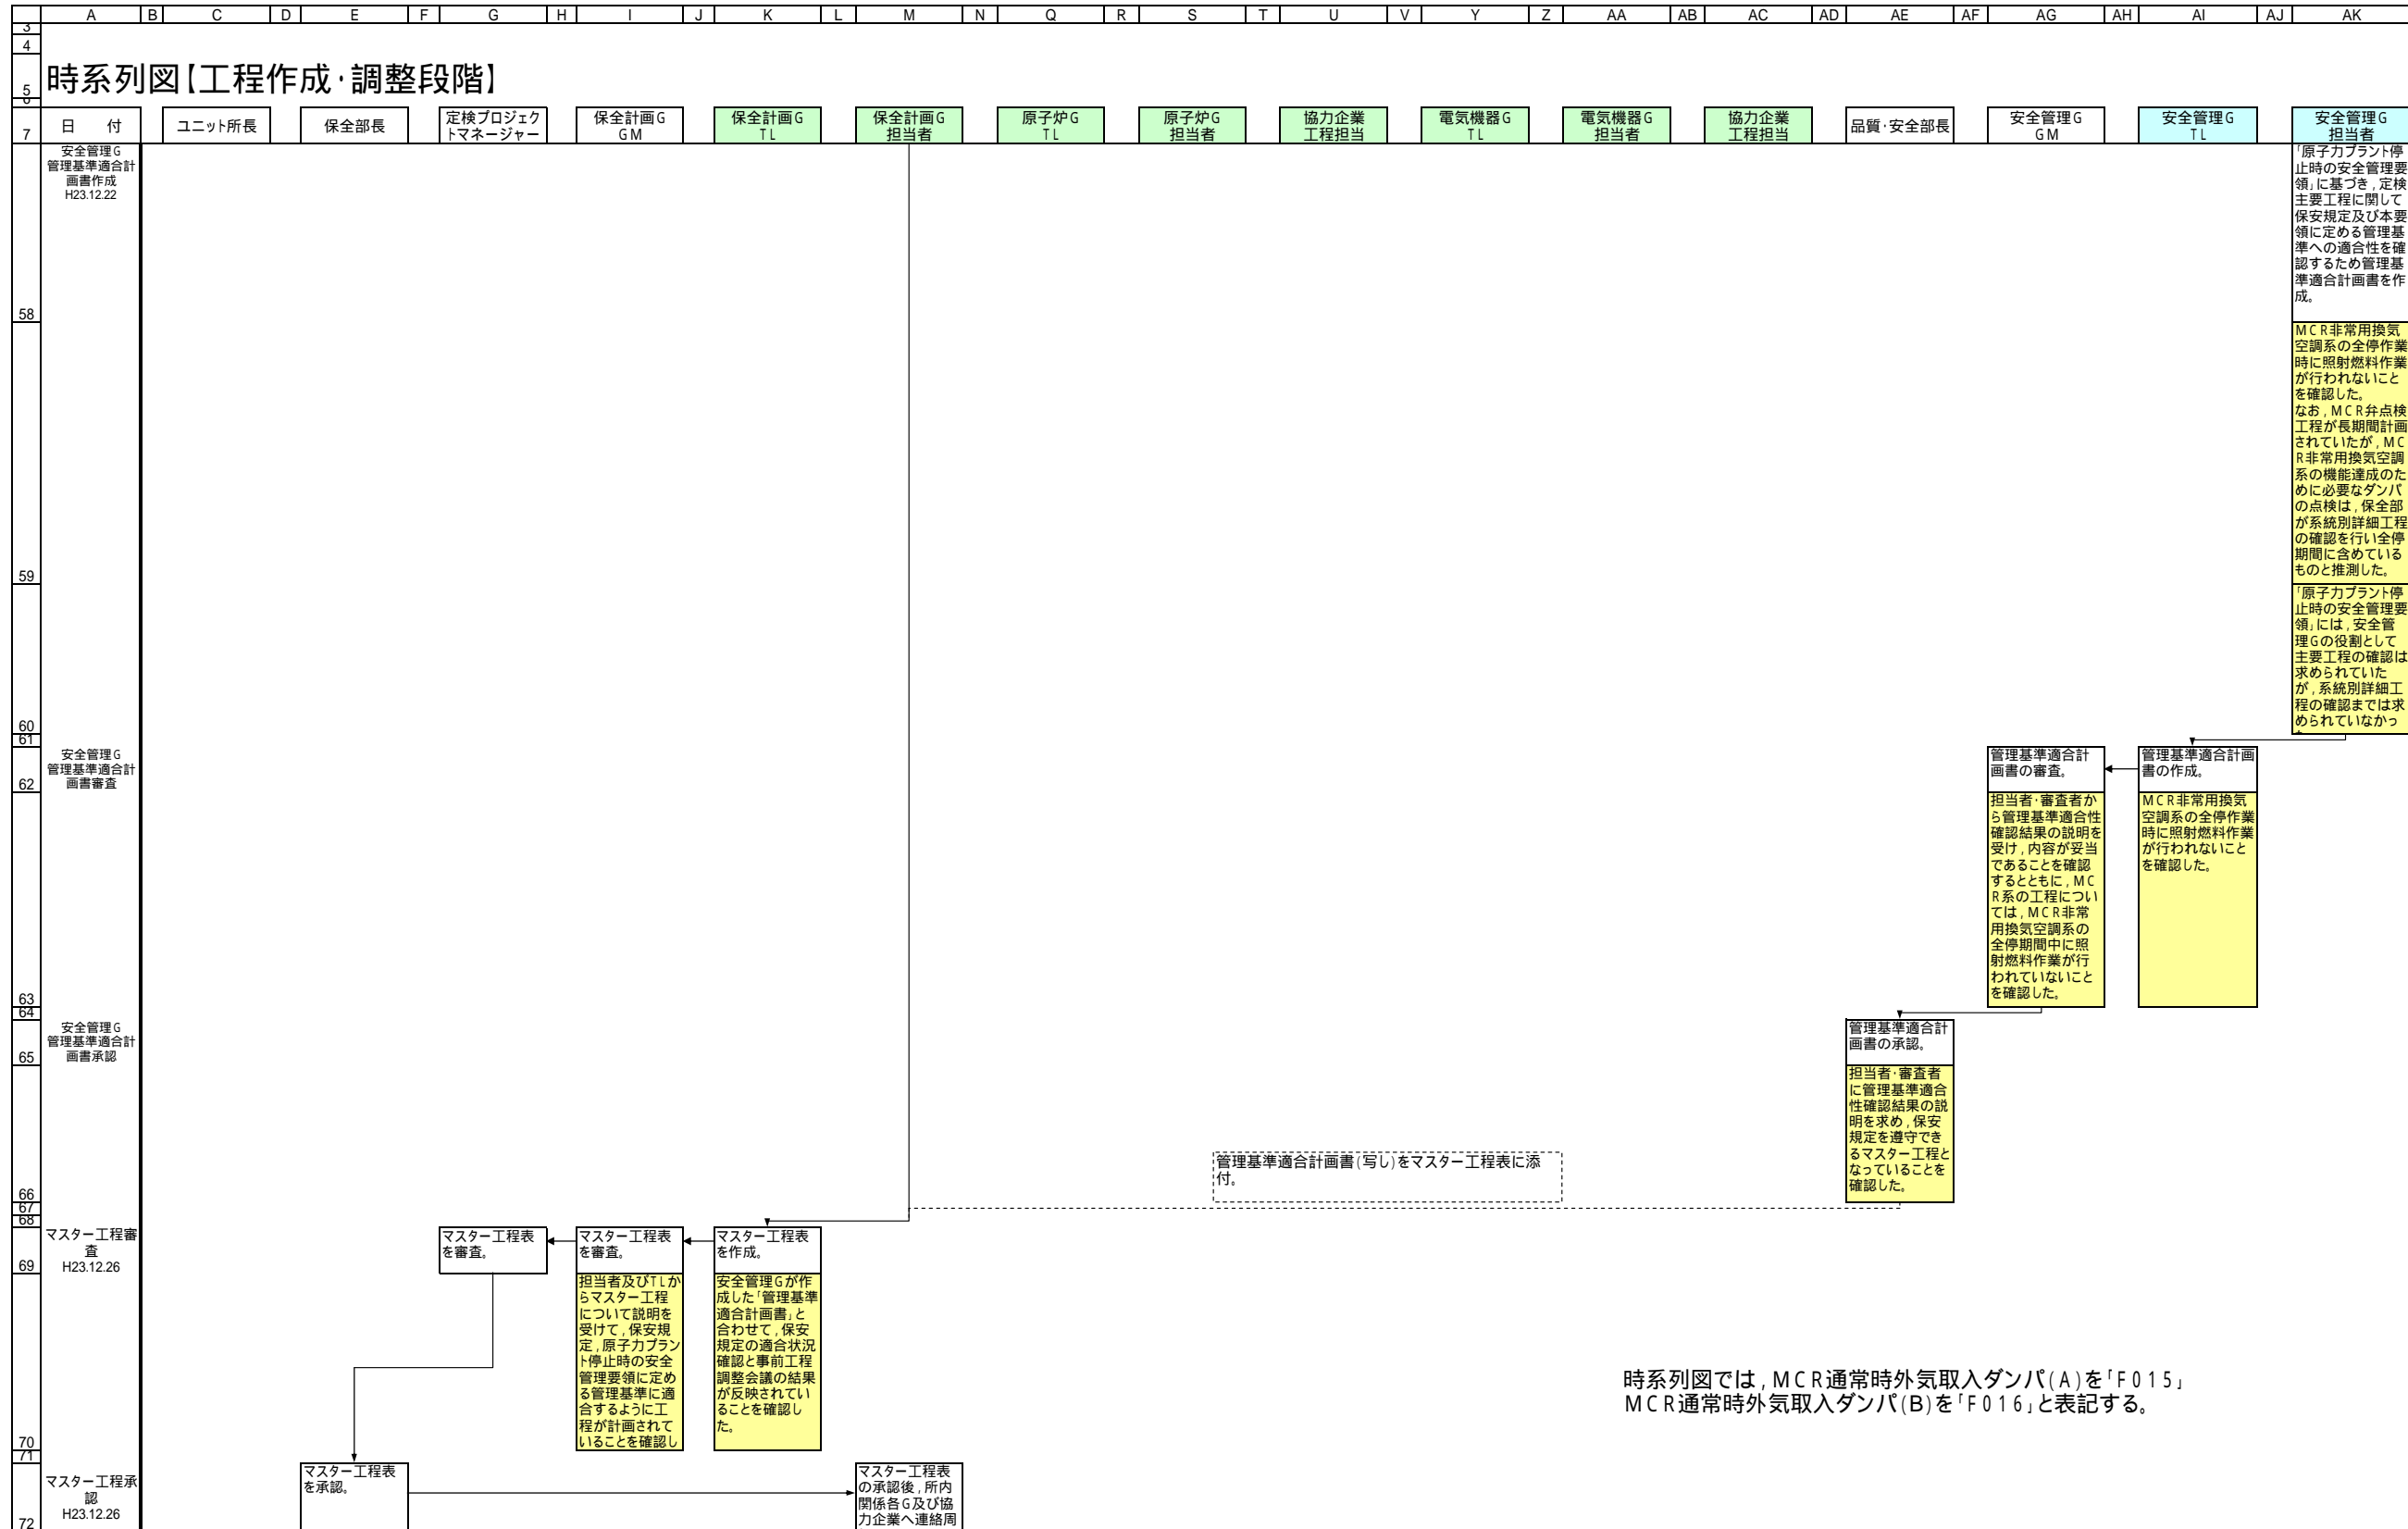 A B C D E F G H I J K L M N Q R S T U V Y Z AA AB AC AD AE AF AG AH AI AJ AK
3
4
5
時系列図【工程作成・調整段階】
6
7
日　付
ユニット所長
保全部長
定検プロジェク
トマネージャー
保全計画G
GM
保全計画G
TL
保全計画G
担当者
原子炉G
TL
原子炉G
担当者
協力企業
工程担当
電気機器G
TL
電気機器G
担当者
協力企業
工程担当
品質・安全部長
安全管理G
GM
安全管理G
TL
安全管理G
担当者
58
安全管理G
管理基準適合計
画書作成
H23.12.22
「原子力プラント停
止時の安全管理要
領」に基づき，定検
主要工程に関して
保安規定及び本要
領に定める管理基
準への適合性を確
認するため管理基
準適合計画書を作
成。
59
MCR非常用換気
空調系の全停作業
時に照射燃料作業
が行われないこと
を確認した。
なお，MCR弁点検
工程が長期間計画
されていたが，MC
R非常用換気空調
系の機能達成のた
めに必要なダンパ
の点検は，保全部
が系統別詳細工程
の確認を行い全停
期間に含めている
ものと推測した。
60
「原子力プラント停
止時の安全管理要
領」には，安全管
理Gの役割として
主要工程の確認は
求められていた
が，系統別詳細工
程の確認までは求
められていなかっ
61
62
安全管理G
管理基準適合計
画書審査
管理基準適合計
画書の審査。
管理基準適合計画
書の作成。
63
担当者・審査者か
ら管理基準適合性
確認結果の説明を
受け，内容が妥当
であることを確認
するとともに，MC
R系の工程につい
ては，MCR非常
用換気空調系の
全停期間中に照
射燃料作業が行
われていないこと
を確認した。
MCR非常用換気
空調系の全停作業
時に照射燃料作業
が行われないこと
を確認した。
64
65
安全管理G
管理基準適合計
画書承認
管理基準適合計
画書の承認。
66
担当者・審査者
に管理基準適合
性確認結果の説
明を求め，保安
規定を遵守でき
るマスター工程と
なっていることを
確認した。
管理基準適合計画書(写し)をマスター工程表に添
付。
67
68
69
マスター工程審
査
H23.12.26
マスター工程表
を審査。
マスター工程表
を審査。
マスター工程表
を作成。
70
担当者及びTLか
らマスター工程
について説明を
受けて，保安規
定，原子力プラン
ト停止時の安全
管理要領に定め
る管理基準に適
合するように工
程が計画されて
いることを確認し
安全管理Gが作
成した「管理基準
適合計画書」と
合わせて，保安
規定の適合状況
確認と事前工程
調整会議の結果
が反映されてい
ることを確認し
た。
時系列図では，MCR通常時外気取入ダンパ(A)を「F015」
MCR通常時外気取入ダンパ(B)を「F016」と表記する。
71
72
マスター工程承
認
H23.12.26
マスター工程表
を承認。
マスター工程表
の承認後，所内
関係各G及び協
力企業へ連絡周